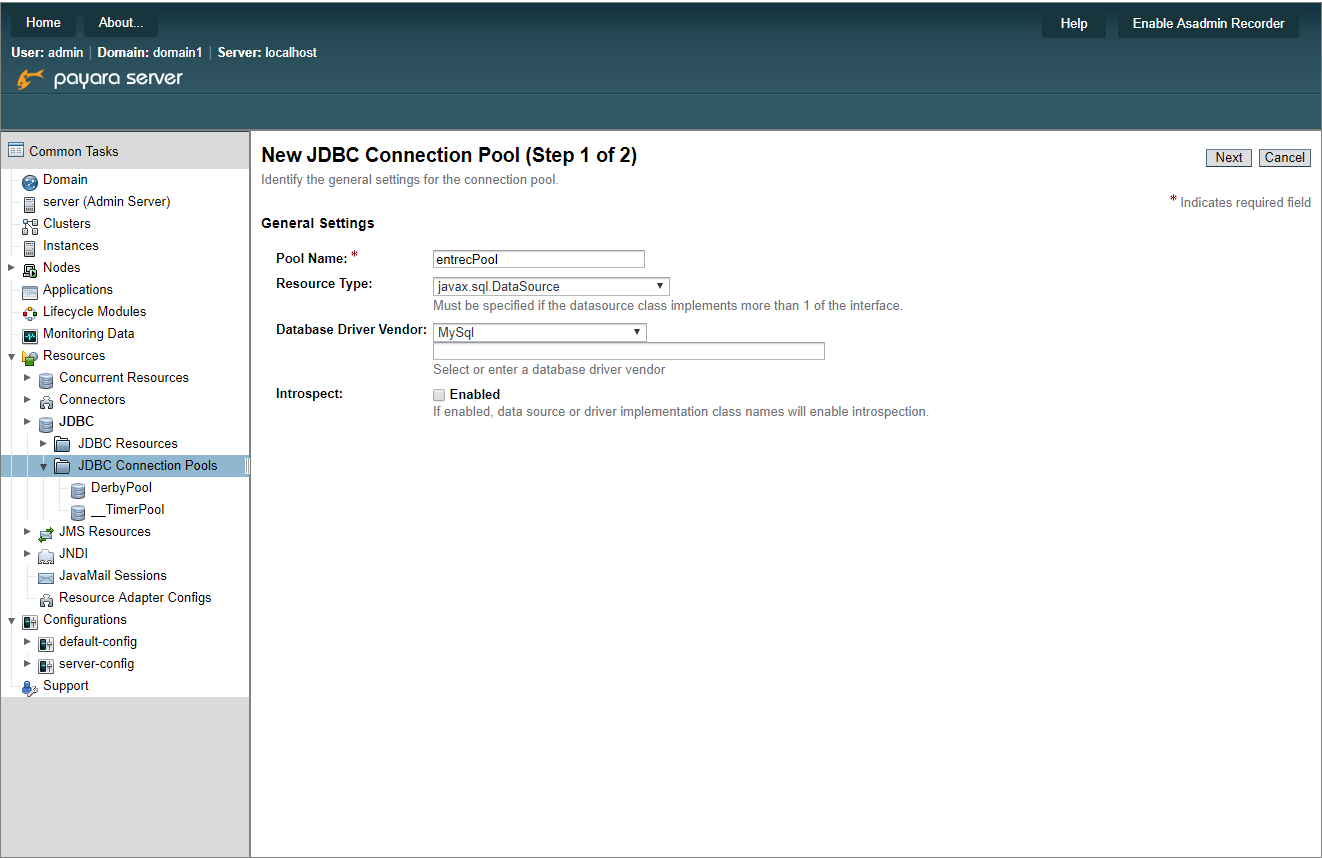 Home About... Help Enable Asadmin Recorder
User: admin | Domain: domain1 | Server: localhost
payara server
Common Tasks
Domain
server (Admin Server)
Clusters
Instances
Nodes
Applications
Lifecycle Modules
Monitoring Data
Resources
Concurrent Resources
Connectors
JDBC
JDBC Resources
JDBC Connection Pools
DerbyPool
__TimerPool
JMS Resources
JNDI
JavaMail Sessions
Resource Adapter Configs
Configurations
default-config
server-config
Support
New JDBC Connection Pool (Step 1 of 2)
Next Cancel
Identify the general settings for the connection pool.
* Indicates required field
General Settings
Pool Name: * entrecPool
Resource Type: javax.sql.DataSource
Must be specified if the datasource class implements more than 1 of the interface.
Database Driver Vendor: MySql
Select or enter a database driver vendor
Introspect: Enabled
If enabled, data source or driver implementation class names will enable introspection.